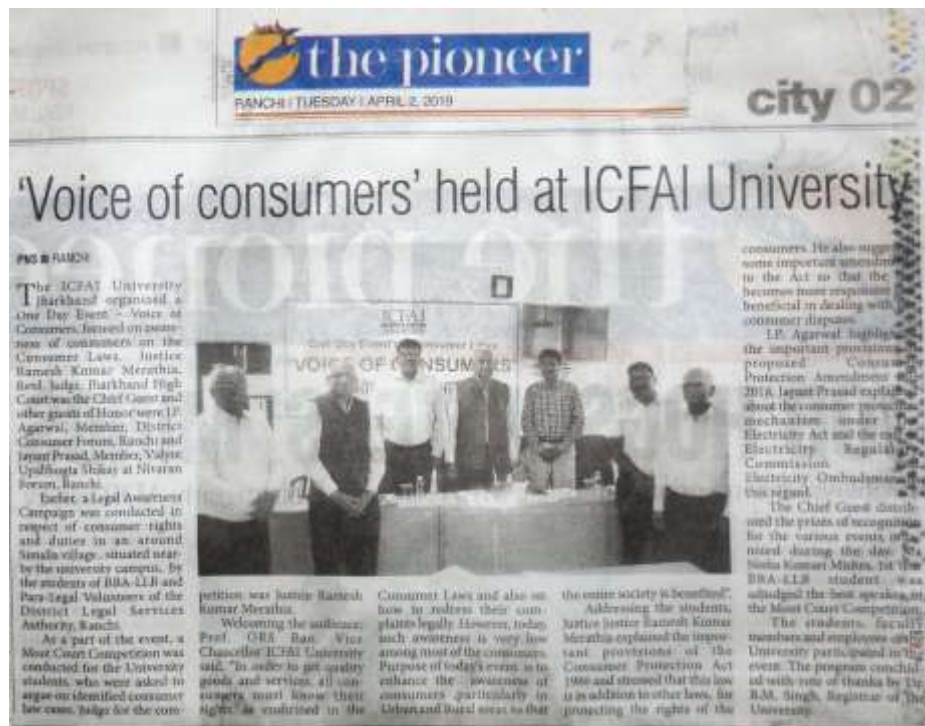 the pioneer
RANCHI | TUESDAY | APRIL 2, 2019
city 02
'Voice of consumers' held at ICFAI University
PNS RANCHI
The ICFAI University
Jharkhand organised a
One Day Event – Voice of
Consumers, focused on aware-
ness of consumers on the
Consumer Laws. Justice
Ramesh Kumar Merathia,
Retd. Judge, Jharkhand High
Court was the Chief Guest and
other guests of Honor were I.P.
Agarwal, Member, District
Consumer Forum, Ranchi and
Jayant Prasad, Member, Vidyut
Upabhogta Shikayat Nivaran
Forum, Ranchi.
Earlier, a Legal Awareness
Campaign was conducted in
respect of consumer rights
and duties in an around
Simalia village, situated near-
by the university campus, by
the students of BBA-LLB and
Para-Legal Volunteers of the
District Legal Services
Authority, Ranchi.
As a part of the event, a
Moot Court Competition was
conducted for the University
students, who were asked to
argue on identified consumer
law cases. Judge for the com-
ICFAI
VOICE OF CONSUMERS
petition was Justice Ramesh
Kumar Merathia.
Welcoming the audience,
Prof. ORS Rao, Vice
Chancellor ICFAI University
said, "In order to get quality
goods and services, all con-
sumers must know their
rights as enshrined in the
Consumer Laws and also on
how to redress their com-
plaints legally. However, today,
such awareness is very low
among most of the consumers.
Purpose of today's event is to
enhance the awareness of
consumers particularly in
Urban and Rural areas so that
the entire society is benefited".
Addressing the students,
Justice Justice Ramesh Kumar
Merathia explained the impor-
tant provisions of the
Consumer Protection Act
1986 and stressed that this law
is in addition to other laws, for
protecting the rights of the
consumers. He also
some important
to the Act so that the
becomes more responsive
beneficial in dealing with
consumer disputes.
I.P. Agarwal
the important provisions
proposed
Protection Amendment
2018. Jayant Prasad
about the consumer
mechanism under
Electricity Act and the
Electricity
Commission
Electricity
this regard.
The Chief Guest distrib-
uted the prizes of recognition
for the various events
nised during the day.
Nisha Kumari Mishra, 1st
BBA-LLB student was
adjudged the best speaker
the Moot Court Competition.
The students, faculty
members and employees of
University participated in
event. The program conclud-
ed with vote of thanks by Dr.
B.M. Singh, Registrar of the
University.